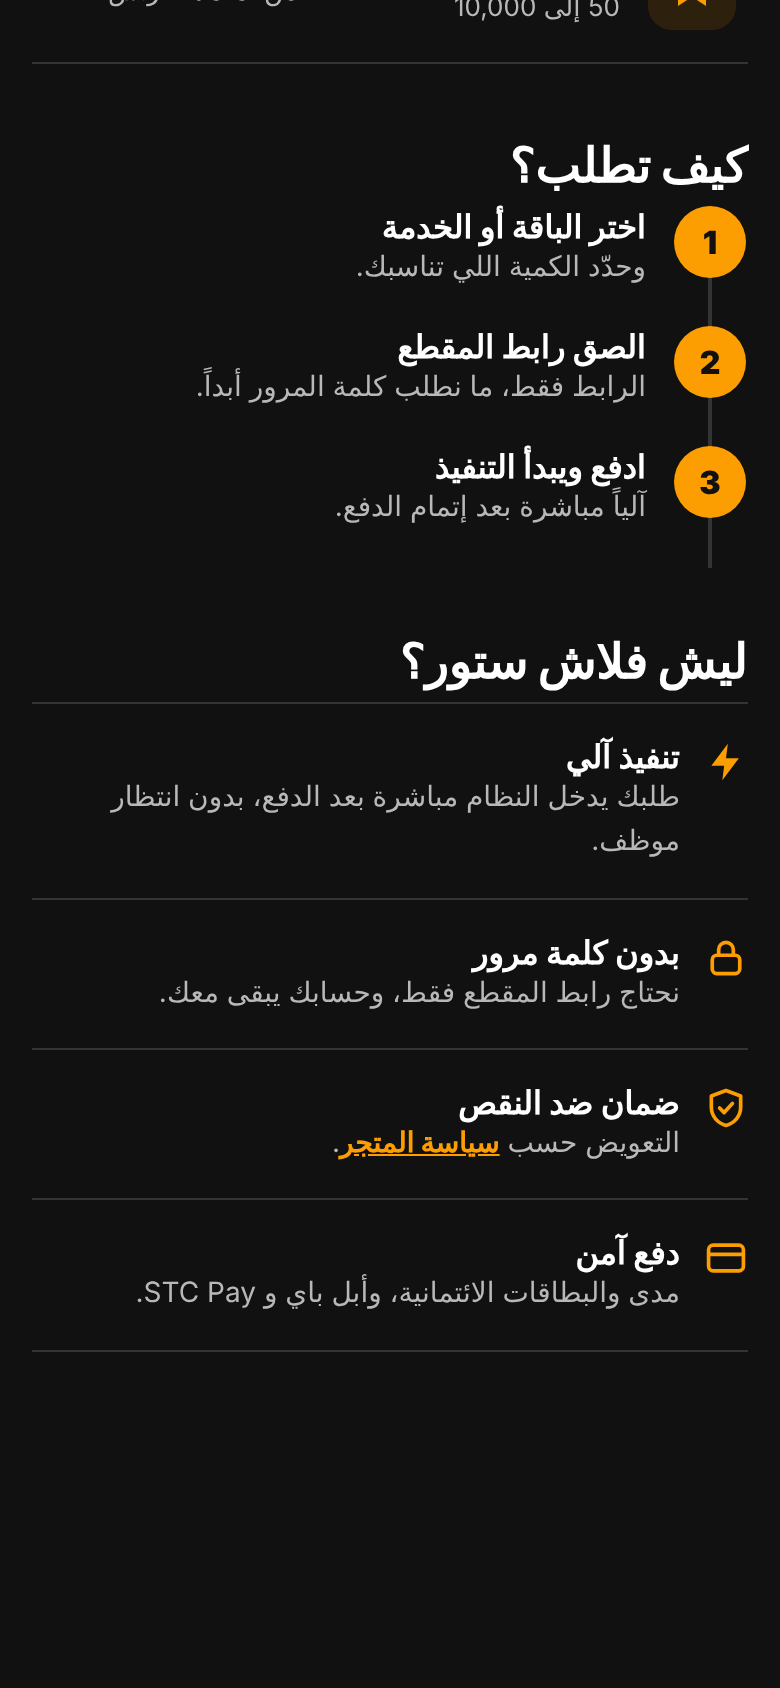 50 إلى 10,000
كيف تطلب؟
1
اختر الباقة أو الخدمة
وحدّد الكمية اللي تناسبك.
2
الصق رابط المقطع
الرابط فقط، ما نطلب كلمة المرور أبداً.
3
ادفع ويبدأ التنفيذ
آلياً مباشرة بعد إتمام الدفع.
ليش فلاش ستور؟
تنفيذ آلي
طلبك يدخل النظام مباشرة بعد الدفع، بدون انتظار
موظف.
بدون كلمة مرور
نحتاج رابط المقطع فقط، وحسابك يبقى معك.
ضمان ضد النقص
التعويض حسب سياسة المتجر.
دفع آمن
مدى والبطاقات الائتمانية، وأبل باي و STC Pay.